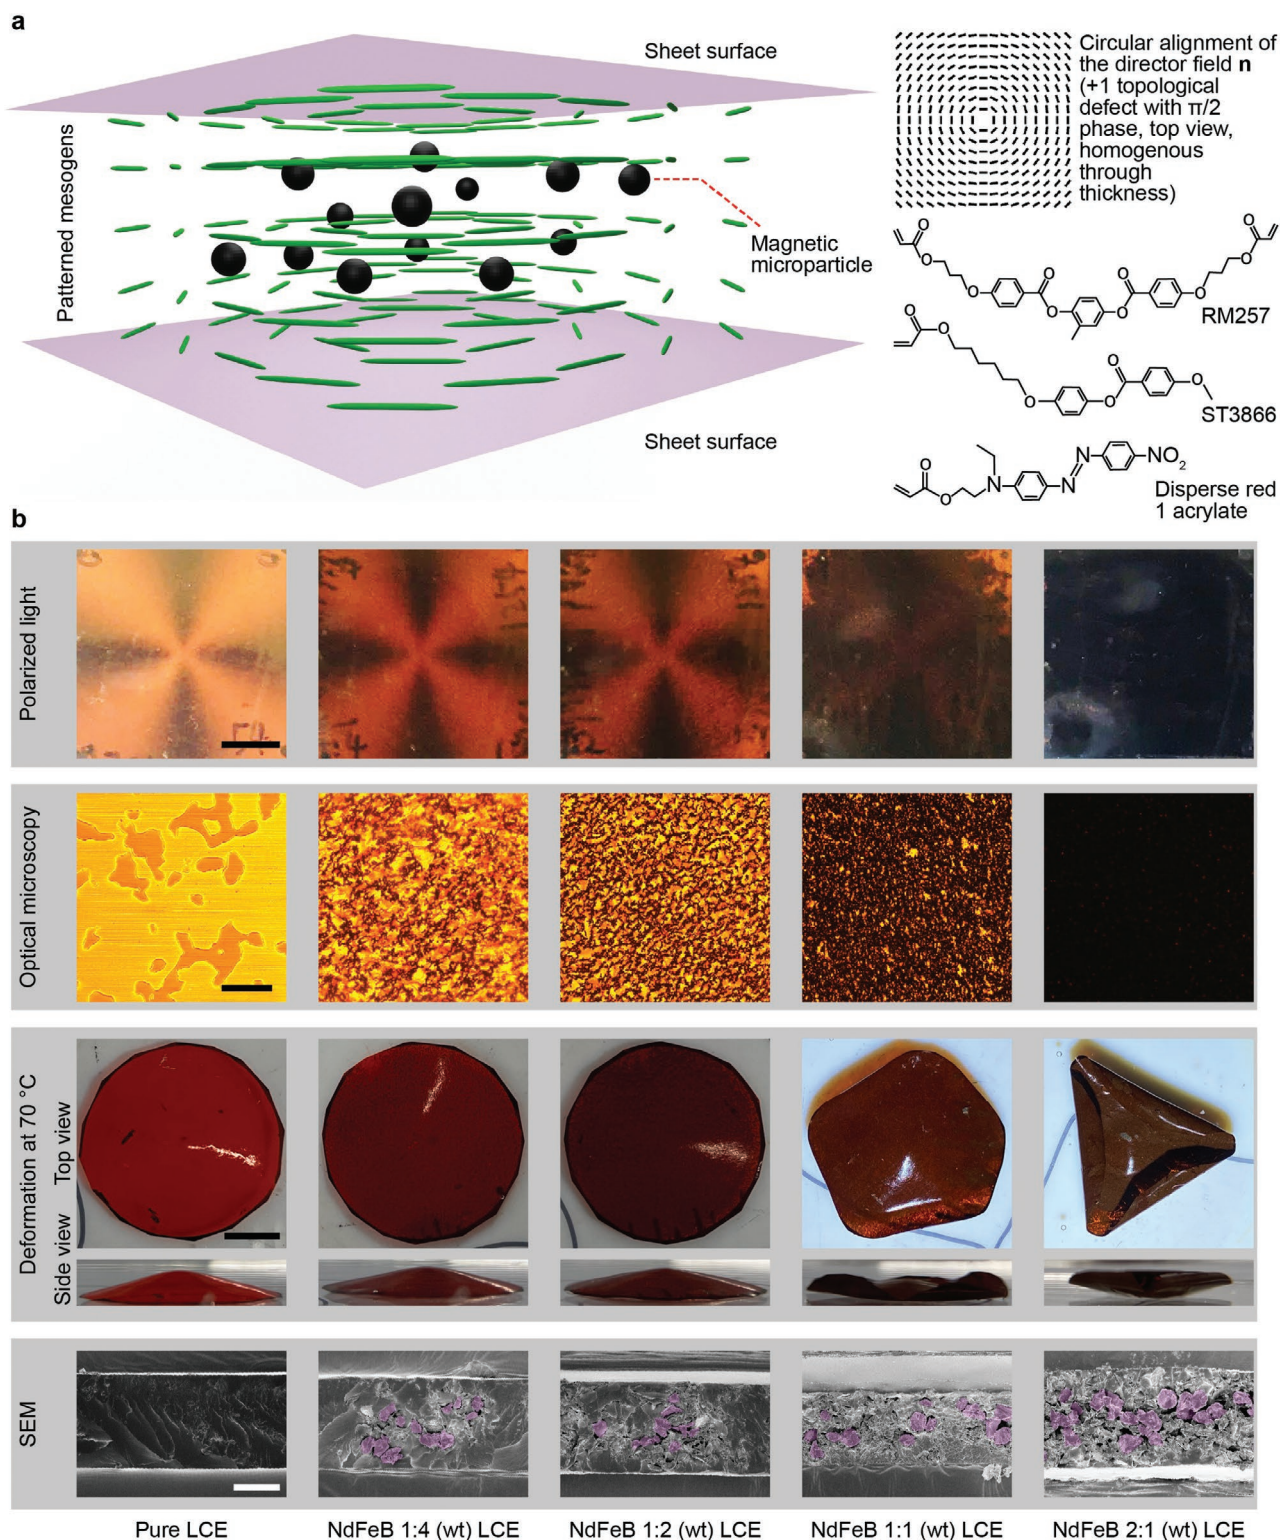 a
Sheet surface
Patterned mesogens
Magnetic
microparticle
Sheet surface
Circular alignment of
the director field n
(+1 topological
defect with π/2
phase, top view,
homogenous
through
thickness)
O
O
O
O
O
O
O
O
O
O
RM257
O
O
O
O
O
O
ST3866
O
O
N
N
N
NO2
Disperse red
1 acrylate
b
Polarized light
Optical microscopy
Deformation at 70 °C
Top view
Side view
SEM
Pure LCE
NdFeB 1:4 (wt) LCE
NdFeB 1:2 (wt) LCE
NdFeB 1:1 (wt) LCE
NdFeB 2:1 (wt) LCE